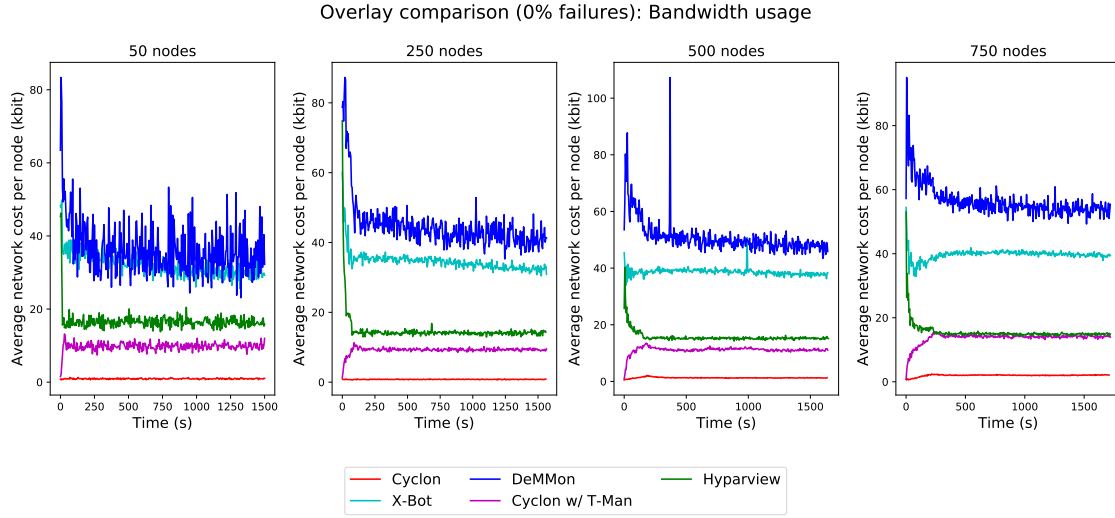 Overlay comparison (0% failures): Bandwidth usage
50 nodes
250 nodes
500 nodes
750 nodes
Average network cost per node (kbit)
80
60
40
20
0
0 250 500 750 1000 1250 1500
Time (s)
Average network cost per node (kbit)
80
60
40
20
0
0 250 500 750 1000 1250 1500
Time (s)
Average network cost per node (kbit)
100
80
60
40
20
0
0 500 1000 1500
Time (s)
Average network cost per node (kbit)
80
60
40
20
0
0 500 1000 1500
Time (s)
Cyclon DeMMon Hyparview
X-Bot Cyclon w/ T-Man